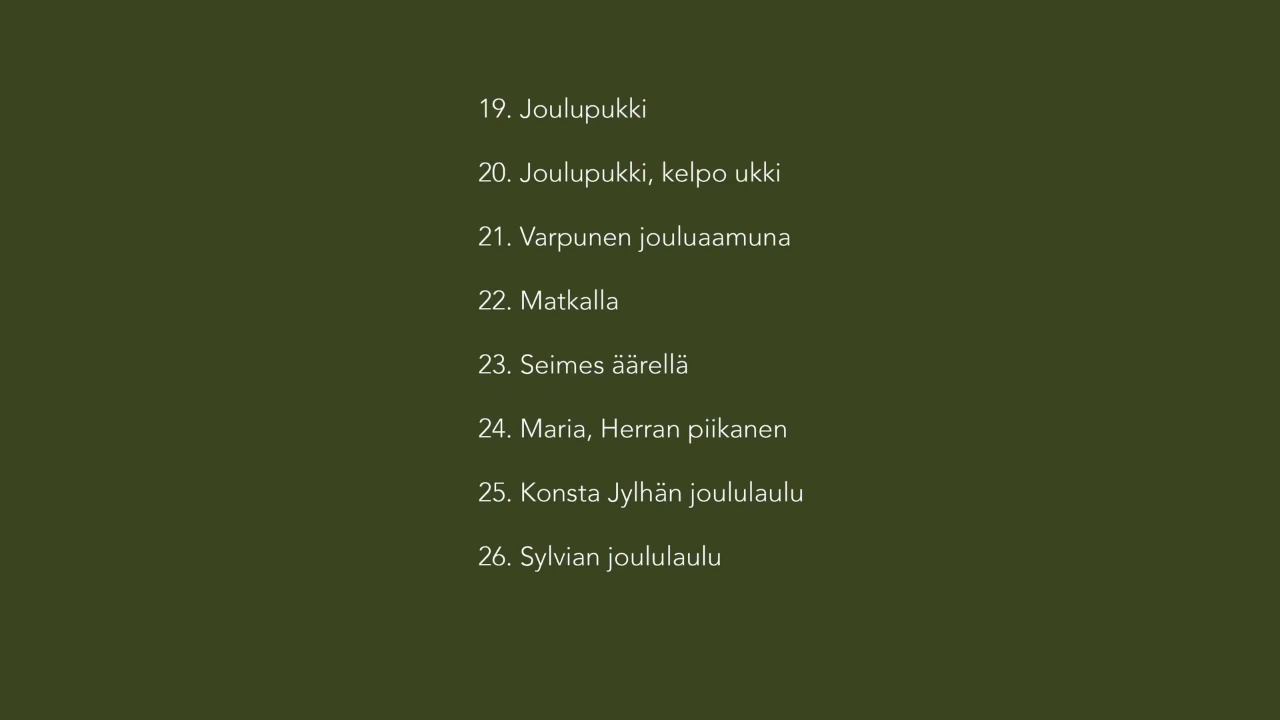 19. Joulupukki
20. Joulupukki, kelpo ukki
21. Varpunen jouluaamuna
22. Matkalla
23. Seimes äärellä
24. Maria, Herran piikanen
25. Konsta Jylhän joululaulu
26. Sylvian joululaulu